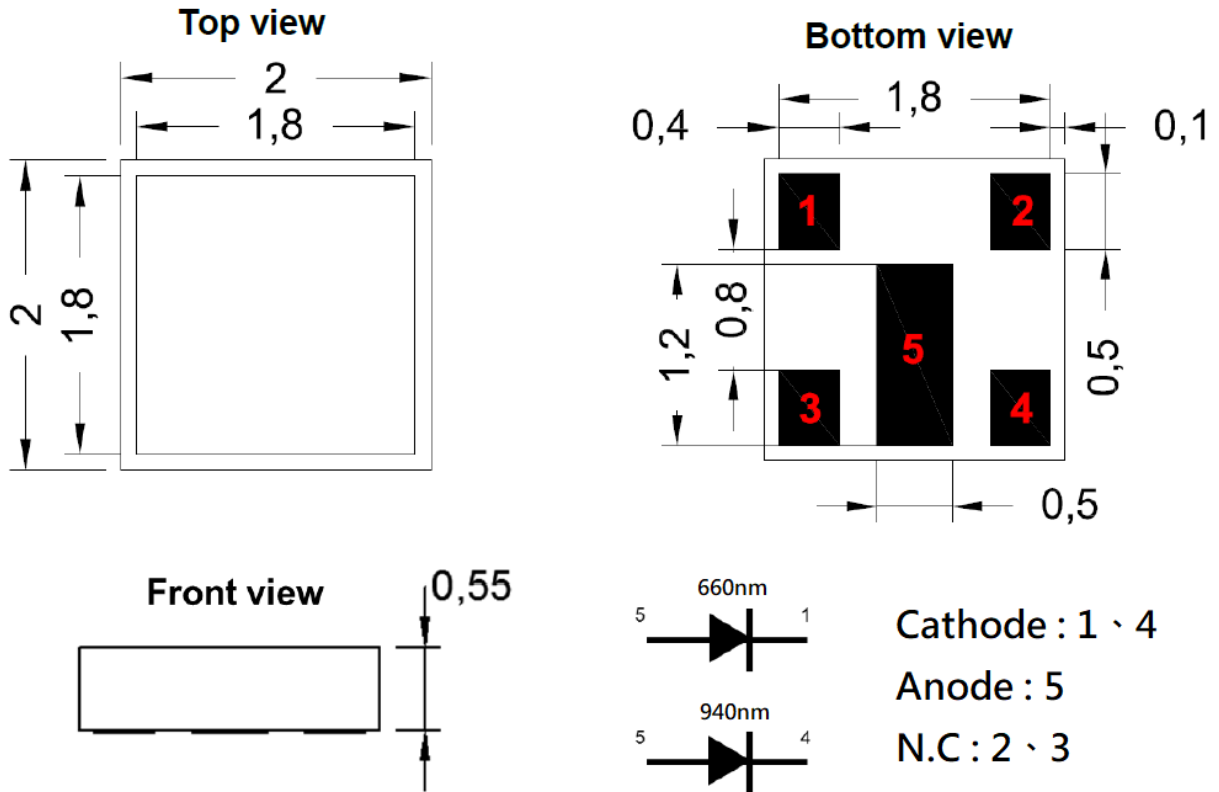 Top view
2
1,8
2
1,8
Bottom view
1,8
0,4
0,1
1
2
0,8
1,2
5
0,5
3
4
0,5
Front view
0,55
660nm
5
1
940nm
5
4
Cathode : 1、4
Anode : 5
N.C : 2、3